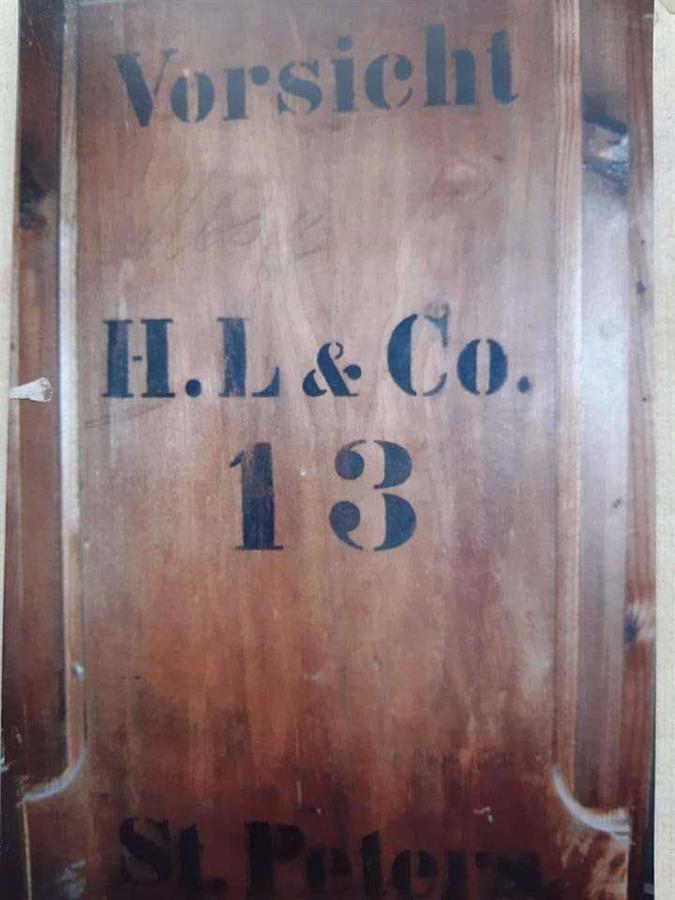 Vorsicht
H.L & Co.
13
St. Peters